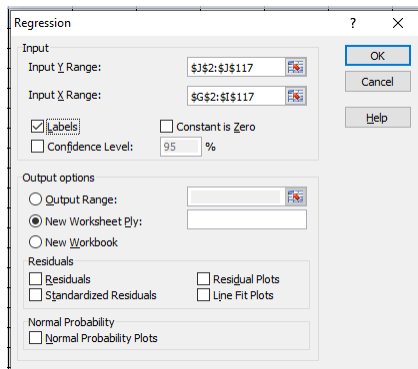 Regression
? ×
Input
Input Y Range: $J$2:$J$117
Input X Range: $G$2:$I$117
Labels Constant is Zero
Confidence Level: 95 %
OK
Cancel
Help
Output options
Output Range:
New Worksheet Ply:
New Workbook
Residuals
Residuals Residual Plots
Standardized Residuals Line Fit Plots
Normal Probability
Normal Probability Plots